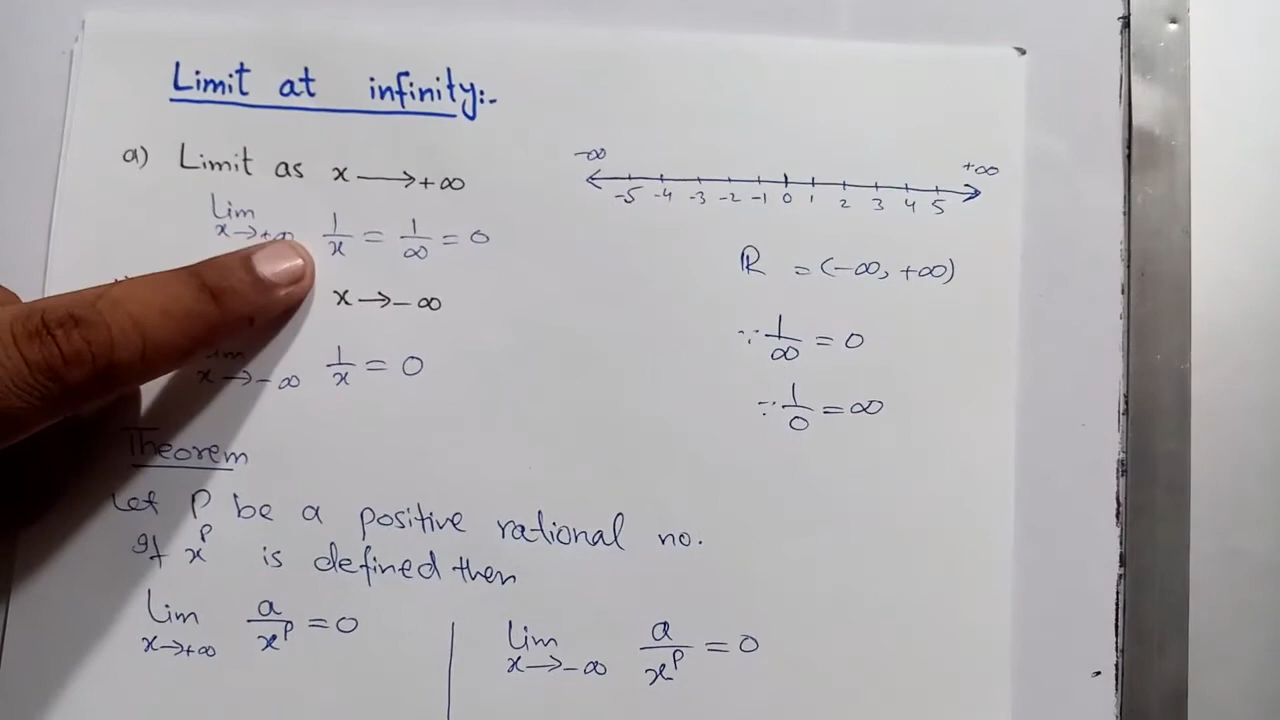 Limit at infinity:-
a) Limit as x → +∞
-∞ +∞
-5 -4 -3 -2 -1 0 1 2 3 4 5
Lim x→+∞ 1/x = 1/∞ = 0
ℝ = (-∞, +∞)
x → -∞
∵ 1/∞ = 0
x → -∞ 1/x = 0
∵ 1/0 = ∞
Theorem
Let P be a positive rational no.
If x^P is defined then
Lim x→+∞ a/x^P = 0
Lim x→-∞ a/x^P = 0